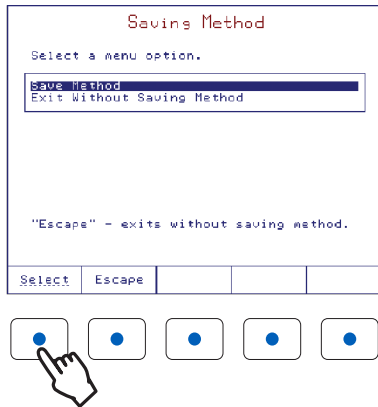 Saving Method
Select a menu option.
Save Method
Exit Without Saving Method
"Escape" - exits without saving method.
Select Escape